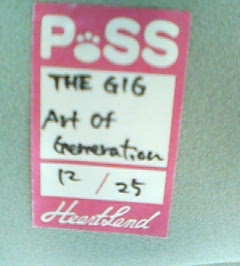 PASS
THE GIG
Art Of
Generation
12 / 25
HeartLand